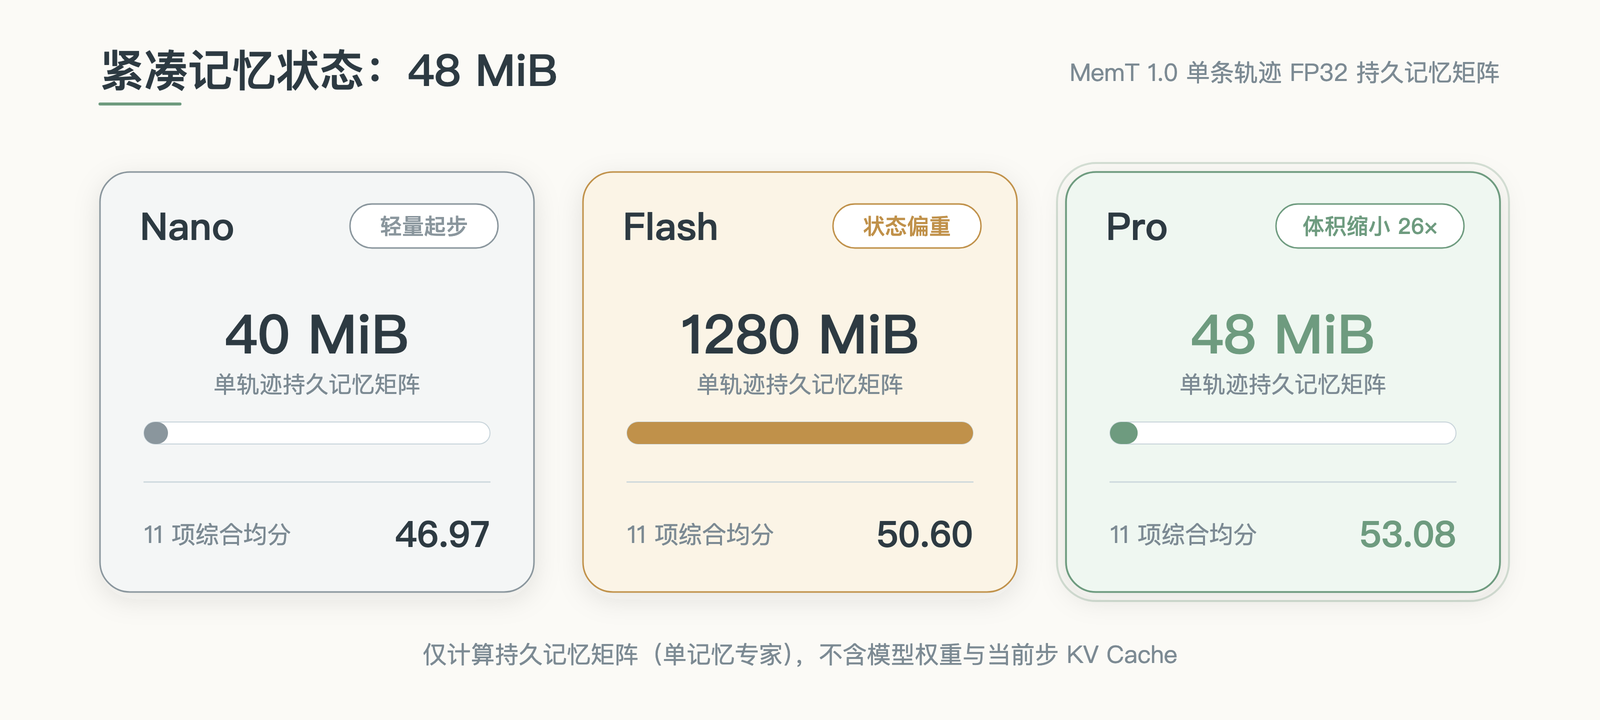 紧凑记忆状态：48 MiB
MemT 1.0 单条轨迹 FP32 持久记忆矩阵
Nano
轻量起步
40 MiB
单轨迹持久记忆矩阵
11 项综合均分
46.97
Flash
状态偏重
1280 MiB
单轨迹持久记忆矩阵
11 项综合均分
50.60
Pro
体积缩小 26×
48 MiB
单轨迹持久记忆矩阵
11 项综合均分
53.08
仅计算持久记忆矩阵（单记忆专家），不含模型权重与当前步 KV Cache